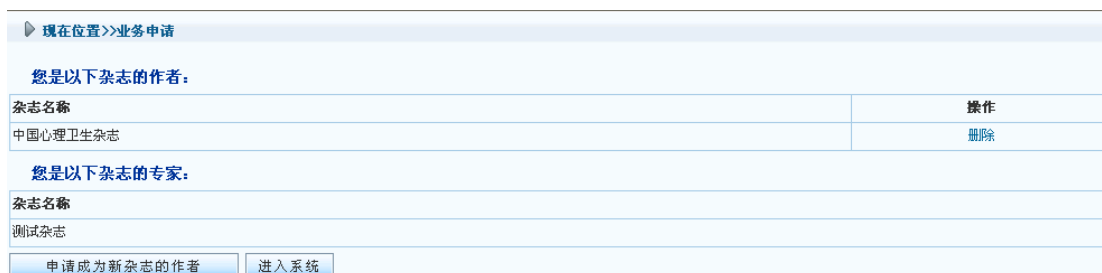 现在位置>>业务申请
您是以下杂志的作者：
杂志名称 操作
中国心理卫生杂志 删除
您是以下杂志的专家：
杂志名称
测试杂志
申请成为新杂志的作者 进入系统